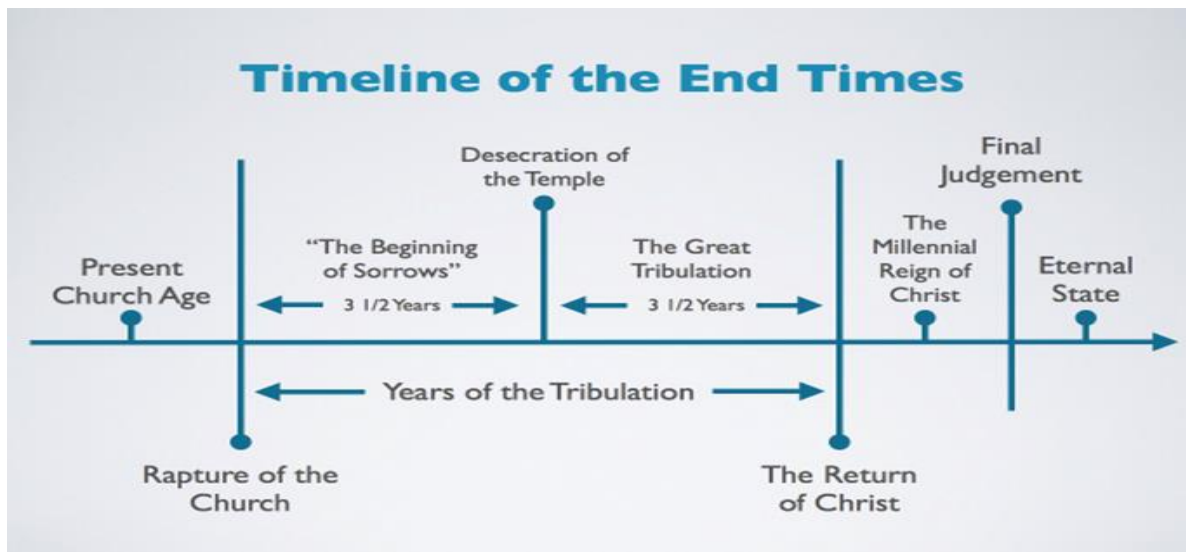 Timeline of the End Times
Desecration of
the Temple
Final
Judgement
Present
Church Age
“The Beginning
of Sorrows”
3 1/2 Years
The Great
Tribulation
3 1/2 Years
The
Millennial
Reign of
Christ
Eternal
State
Years of the Tribulation
Rapture of the
Church
The Return
of Christ